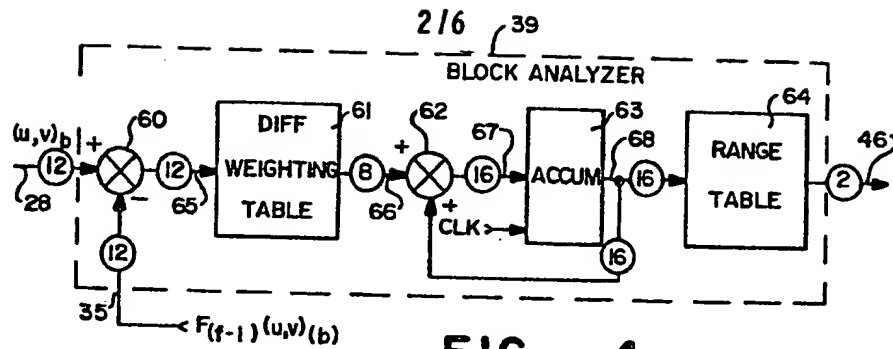 2/6
39
BLOCK ANALYZER
(u,v)b
+
60
12
12
28
65
-
12
35
DIFF
WEIGHTING
TABLE
61
8
66
+
62
+
16
67
CLK
63
ACCUM
68
16
16
64
RANGE
TABLE
2
46
F(f-1) (u,v)(b)